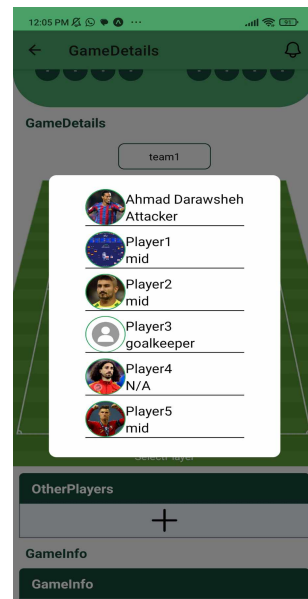 12:05 PM
GameDetails
GameDetails
team1
Ahmad Darawsheh
Attacker
Player1
mid
Player2
mid
Player3
goalkeeper
Player4
N/A
Player5
mid
SelectPlayer
OtherPlayers
GameInfo
GameInfo